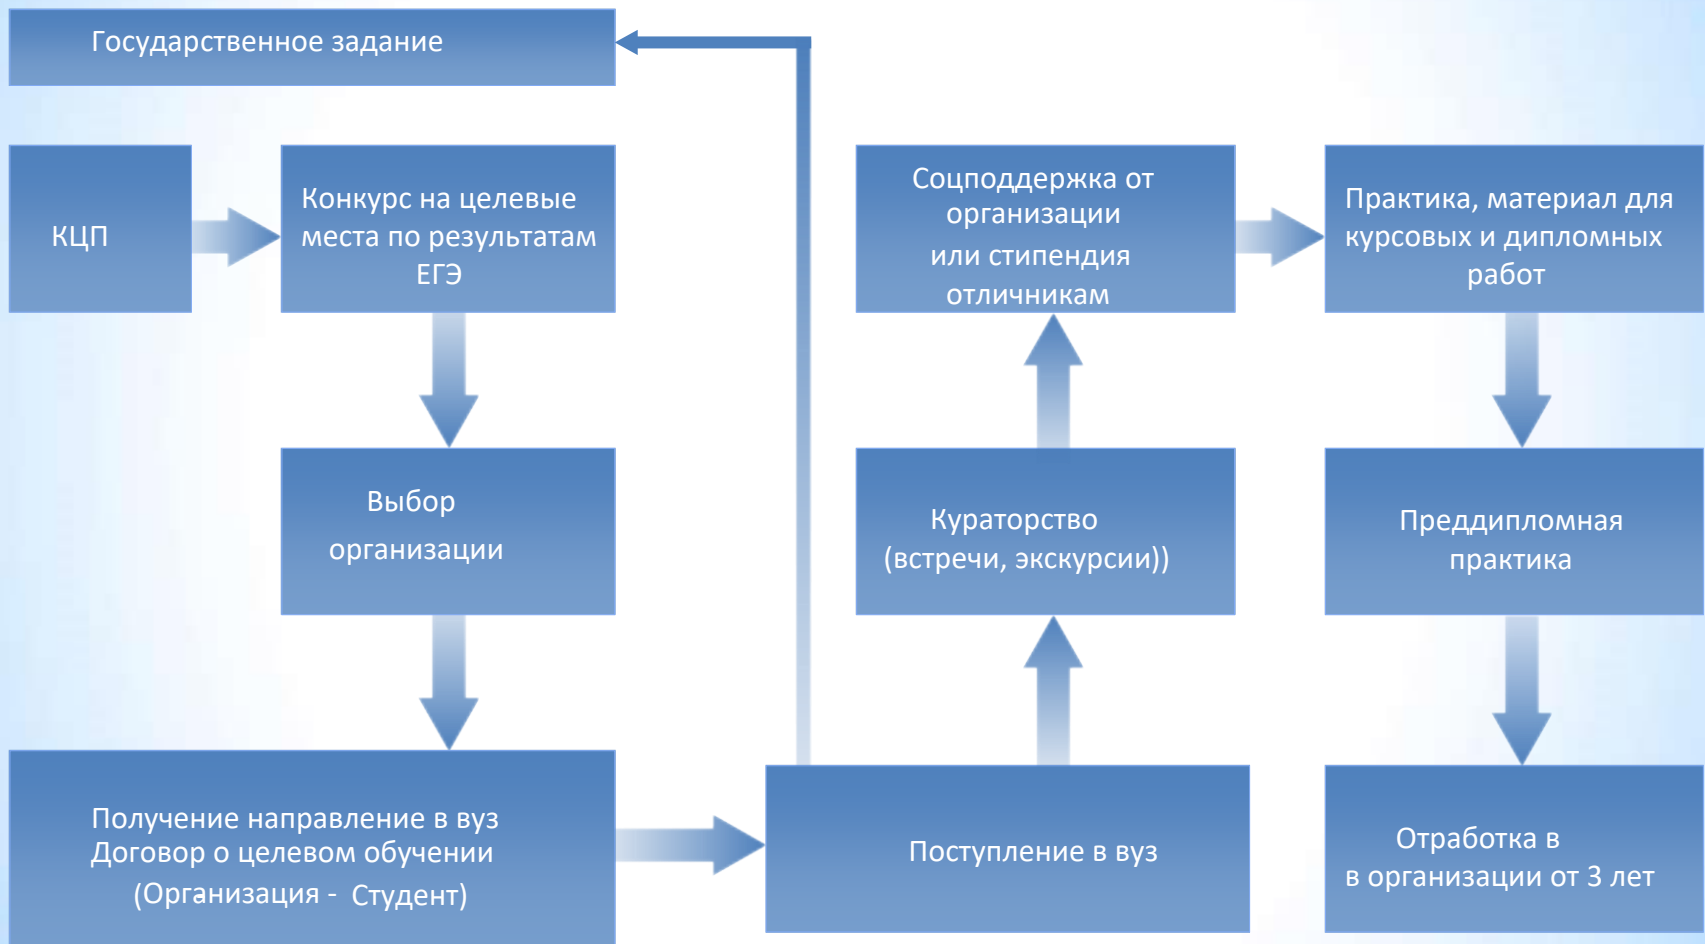 Государственное задание
КЦП
Конкурс на целевые
места по результатам
ЕГЭ
Выбор
организации
Получение направление в вуз
Договор о целевом обучении
(Организация - Студент)
Поступление в вуз
Кураторство
(встречи, экскурсии))
Соцподдержка от
организации
или стипендия
отличникам
Практика, материал для
курсовых и дипломных
работ
Преддипломная
практика
Отработка в
в организации от 3 лет